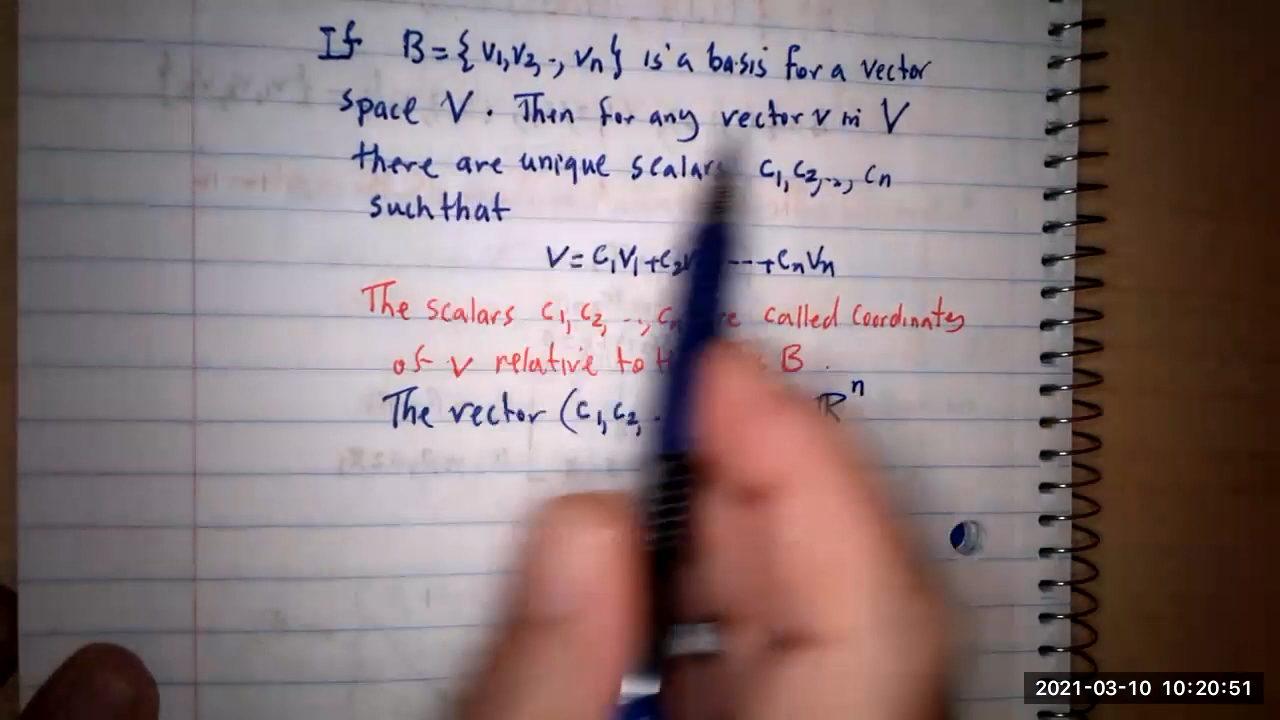 If B = {v1, v2, .., vn} is a basis for a vector
space V. Then for any vector v in V
there are unique scalars c1, c2, .., cn
such that
v = c1v1 + c2v --- + cnvn
The scalars c1, c2, .., c called Coordinates
of v relative to B.
The vector (c1, c2, . R^n
2021-03-10 10:20:51